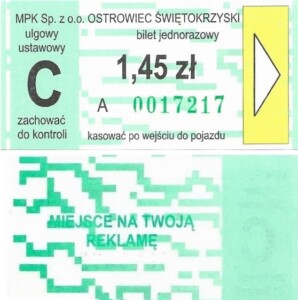 MPK Sp. z o.o. OSTROWIEC ŚWIĘTOKRZYSKI
ulgowy
ustawowy
bilet jednorazowy
C
1,45 zł
A 0017217
zachować
do kontroli
kasować po wejściu do pojazdu
MIEJSCE NA TWOJĄ
REKLAMĘ